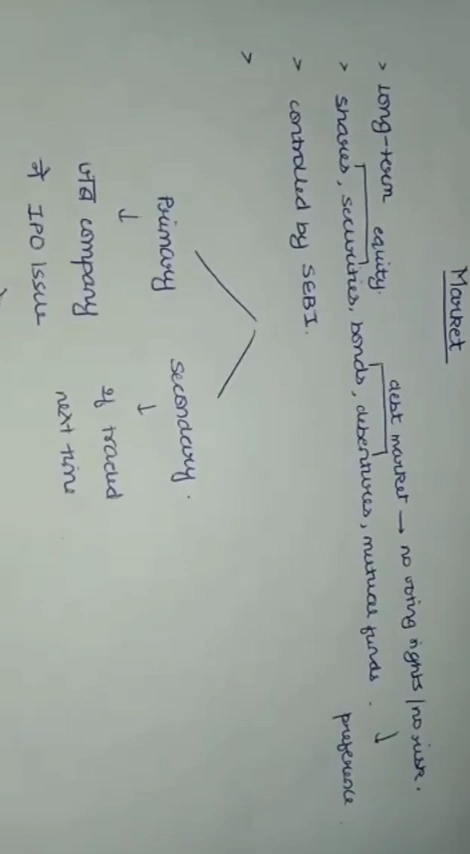 Market
> long-term
equity.
debt market → no voting rights / no risk.
> shares, securities, bonds, debentures, mutual funds.
↓
preference
> controlled by SEBI.
>
Primary
secondary.
↓
↓
जब company
if traded
ने IPO issue
next time